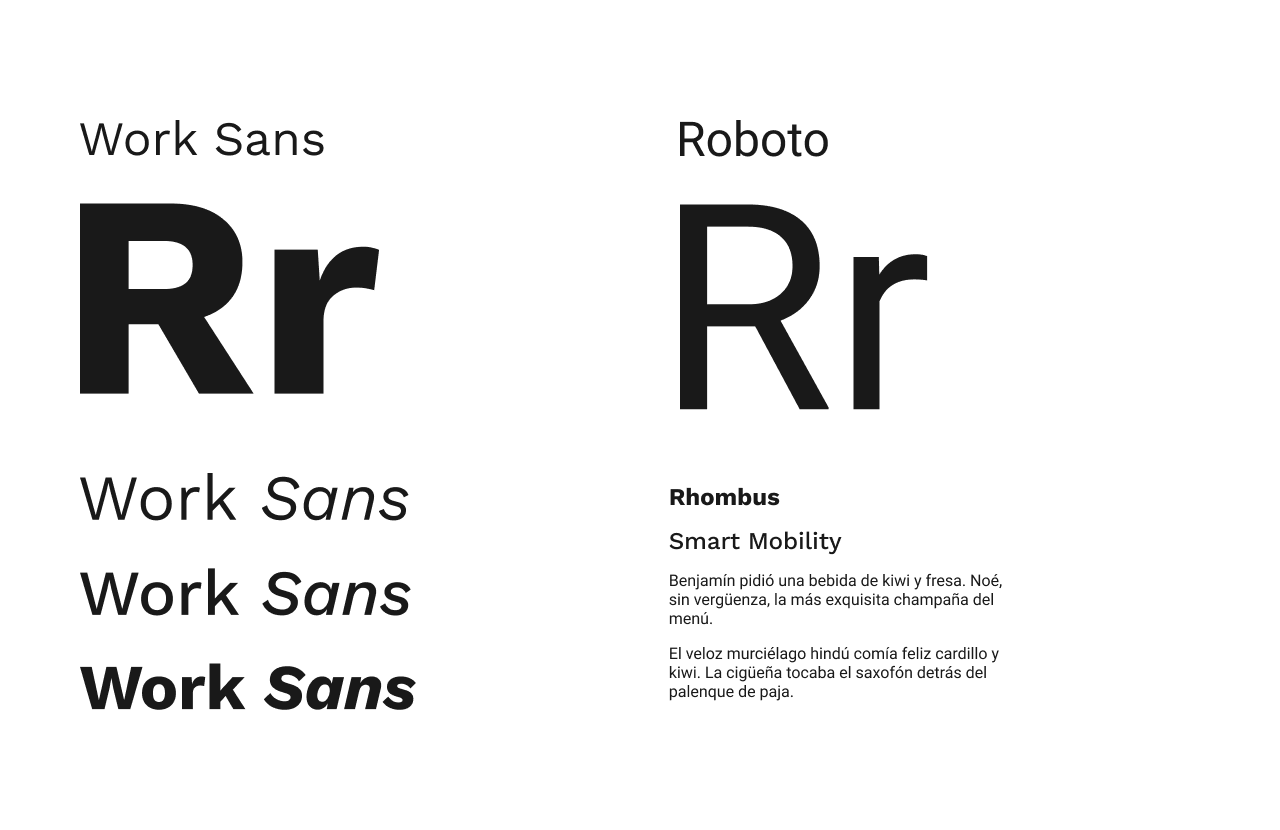 Work Sans
Rr
Work Sans
Work Sans
Work Sans
Roboto
Rr
Rhombus
Smart Mobility
Benjamín pidió una bebida de kiwi y fresa. Noé,
sin vergüenza, la más exquisita champaña del
menú.
El veloz murciélago hindú comía feliz cardillo y
kiwi. La cigüeña tocaba el saxofón detrás del
palenque de paja.